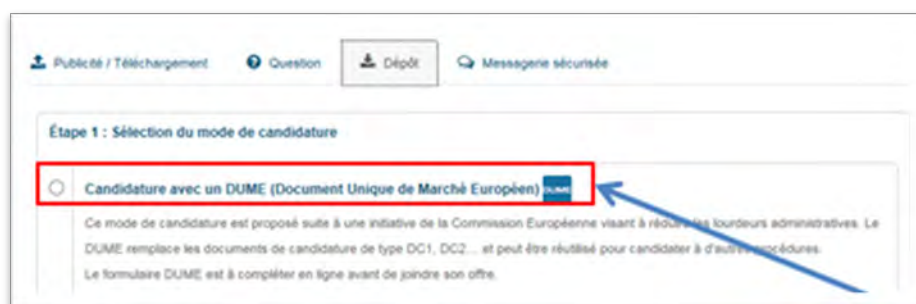 Publicité / Téléchargement Question Dépôt Messagerie sécurisée
Étape 1 : Sélection du mode de candidature
Candidature avec un DUME (Document Unique de Marché Européen) DUME
Ce mode de candidature est proposé suite à une initiative de la Commission Européenne visant à réduire les lourdeurs administratives. Le
DUME remplace les documents de candidature de type DC1, DC2... et peut être réutilisé pour candidater à d'autres procédures.
Le formulaire DUME est à compléter en ligne avant de joindre son offre.